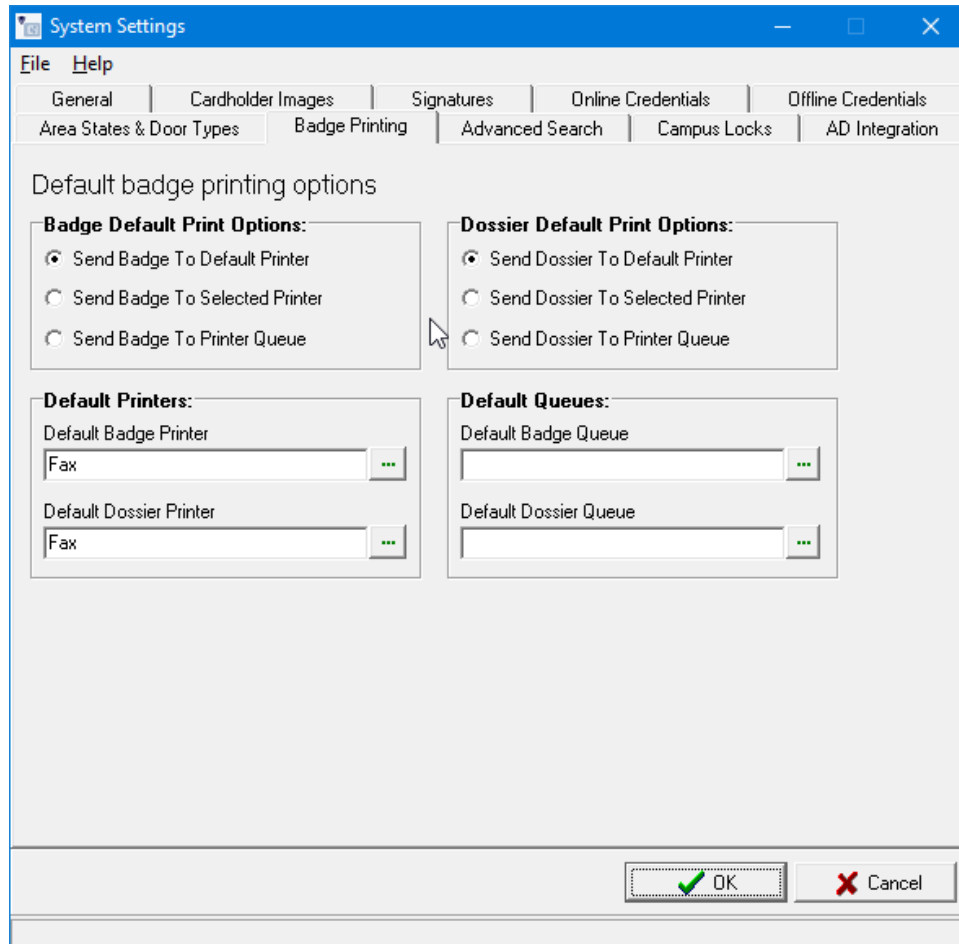 System Settings
File Help
General Cardholder Images Signatures Online Credentials Offline Credentials
Area States & Door Types Badge Printing Advanced Search Campus Locks AD Integration
Default badge printing options
Badge Default Print Options:
Send Badge To Default Printer
Send Badge To Selected Printer
Send Badge To Printer Queue
Dossier Default Print Options:
Send Dossier To Default Printer
Send Dossier To Selected Printer
Send Dossier To Printer Queue
Default Printers:
Default Badge Printer
Fax
...
Default Dossier Printer
Fax
...
Default Queues:
Default Badge Queue
...
Default Dossier Queue
...
OK Cancel